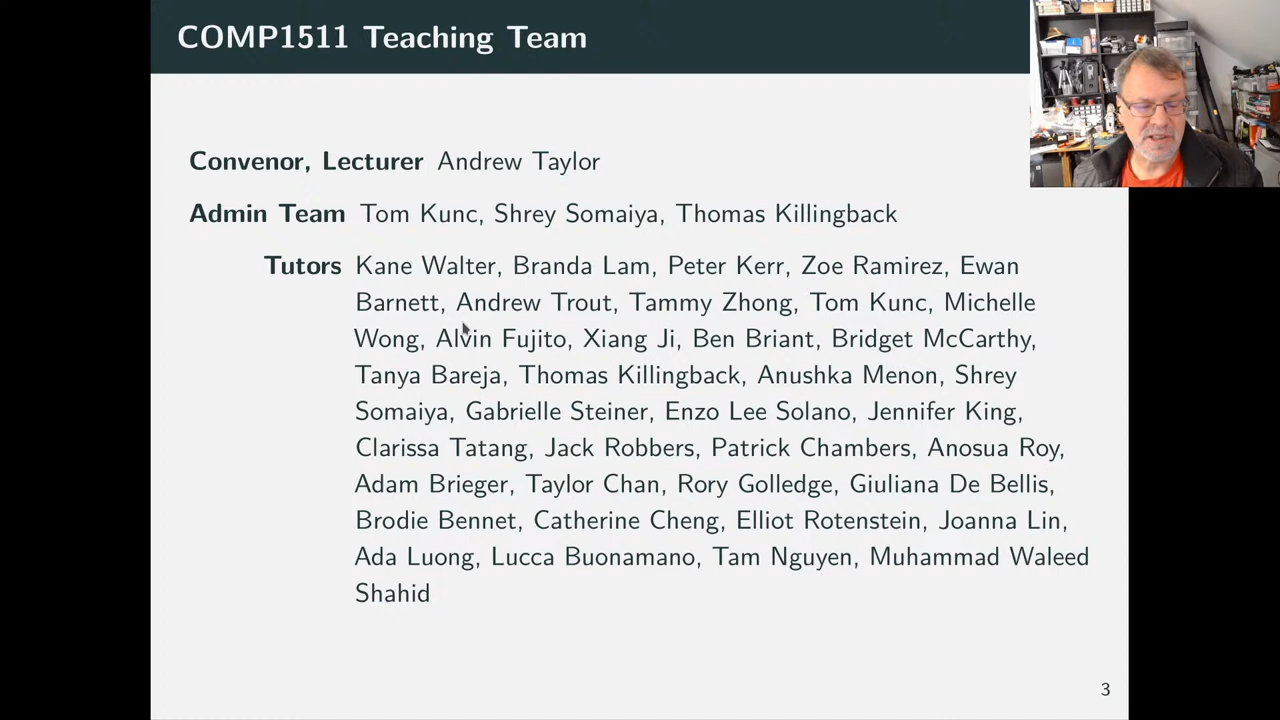 COMP1511 Teaching Team
Convenor, Lecturer Andrew Taylor
Admin Team Tom Kunc, Shrey Somaiya, Thomas Killingback
Tutors Kane Walter, Branda Lam, Peter Kerr, Zoe Ramirez, Ewan
Barnett, Andrew Trout, Tammy Zhong, Tom Kunc, Michelle
Wong, Alvin Fujito, Xiang Ji, Ben Briant, Bridget McCarthy,
Tanya Bareja, Thomas Killingback, Anushka Menon, Shrey
Somaiya, Gabrielle Steiner, Enzo Lee Solano, Jennifer King,
Clarissa Tatang, Jack Robbers, Patrick Chambers, Anosua Roy,
Adam Brieger, Taylor Chan, Rory Golledge, Giuliana De Bellis,
Brodie Bennet, Catherine Cheng, Elliot Rotenstein, Joanna Lin,
Ada Luong, Lucca Buonamano, Tam Nguyen, Muhammad Waleed
Shahid
3